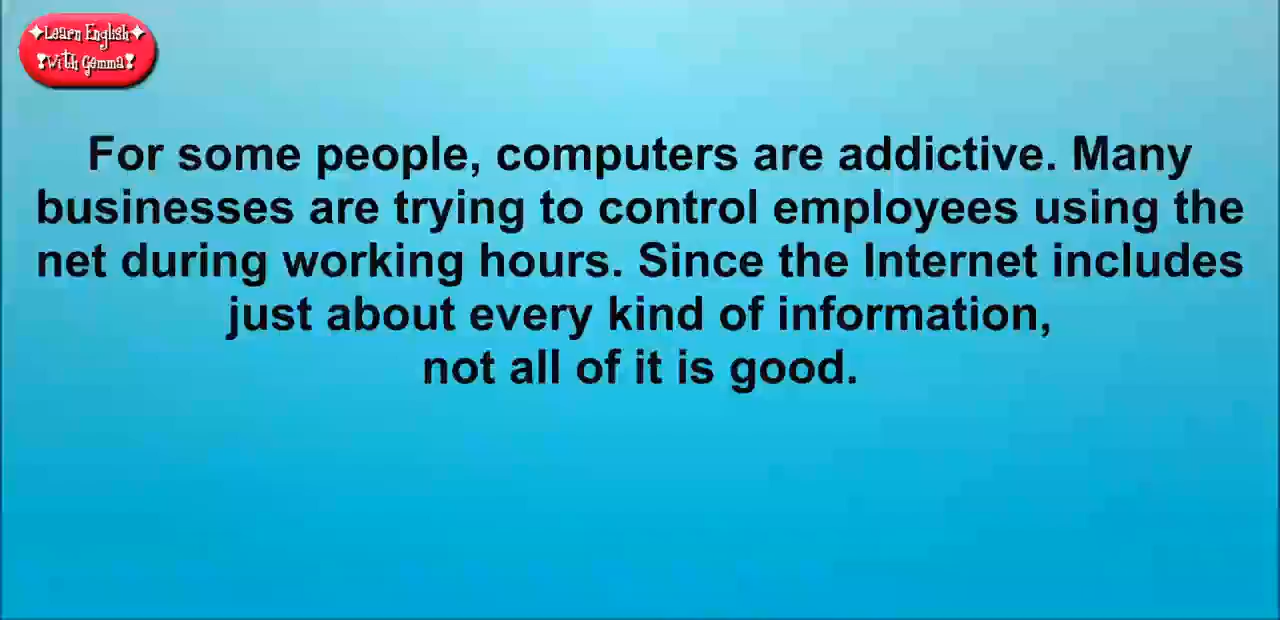 Learn English
With Gemma
For some people, computers are addictive. Many
businesses are trying to control employees using the
net during working hours. Since the Internet includes
just about every kind of information,
not all of it is good.